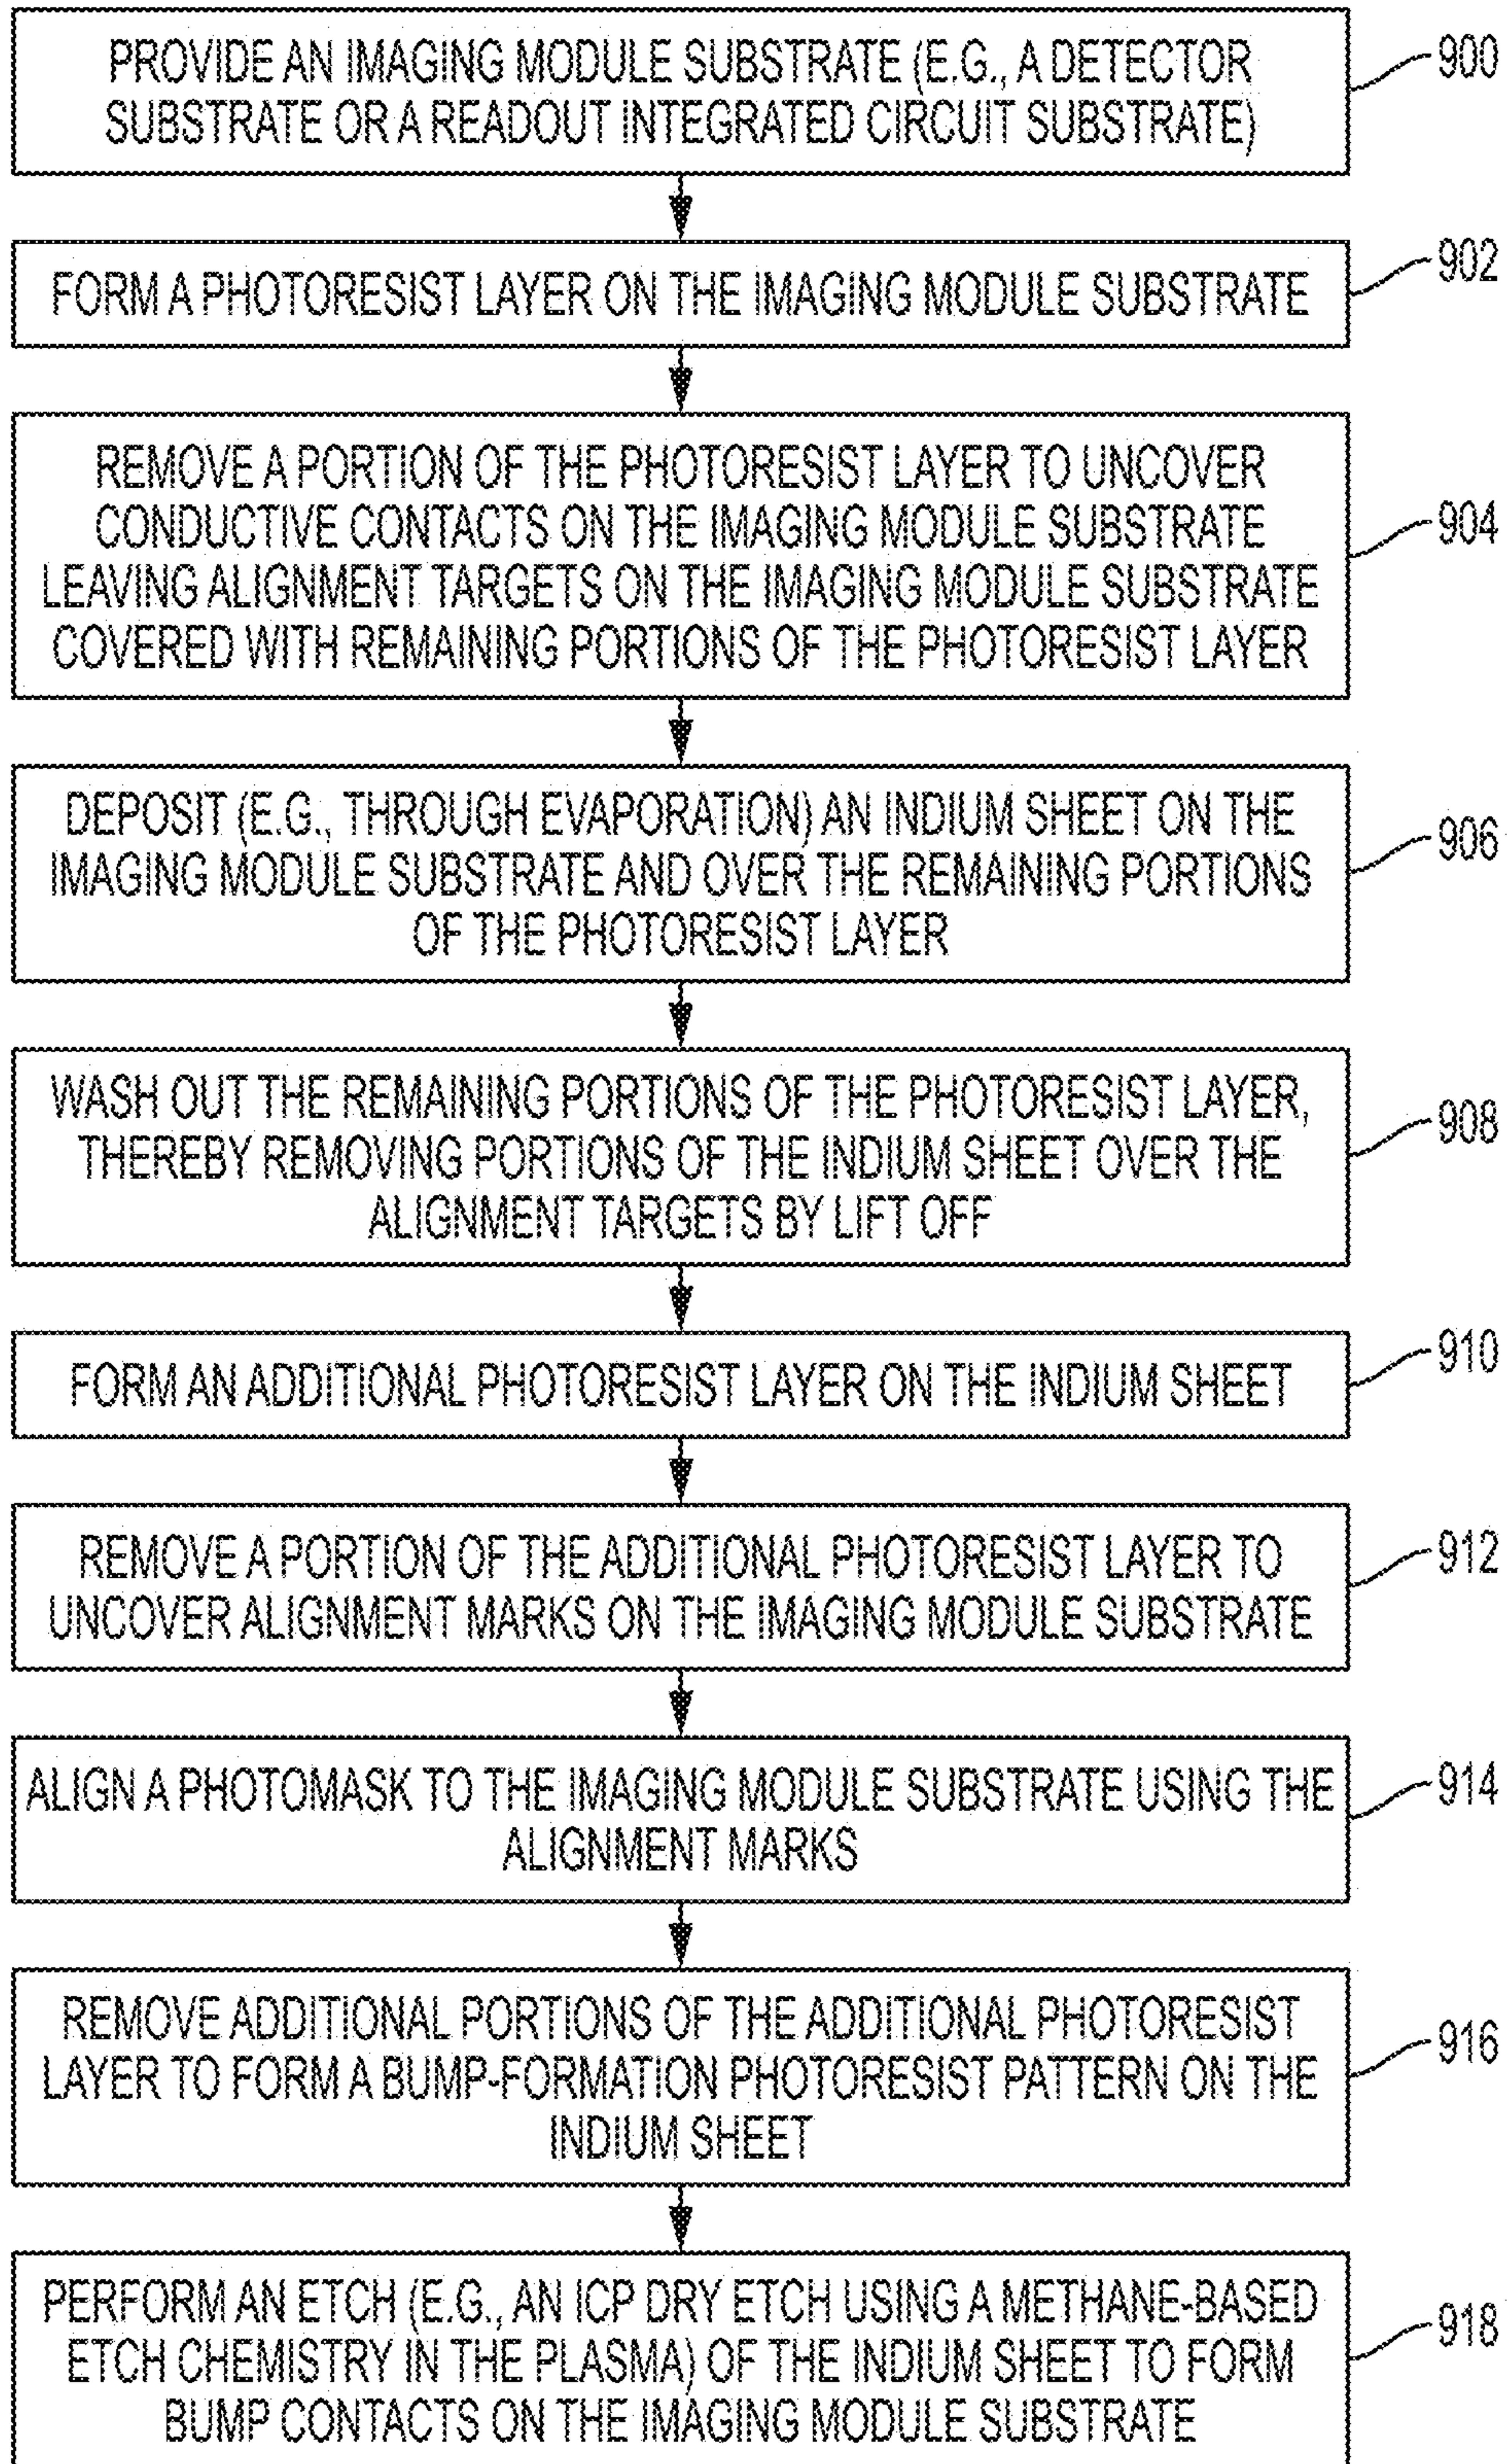 PROVIDE AN IMAGING MODULE SUBSTRATE (E.G., A DETECTOR
SUBSTRATE OR A READOUT INTEGRATED CIRCUIT SUBSTRATE)
900
FORM A PHOTORESIST LAYER ON THE IMAGING MODULE SUBSTRATE
902
REMOVE A PORTION OF THE PHOTORESIST LAYER TO UNCOVER
CONDUCTIVE CONTACTS ON THE IMAGING MODULE SUBSTRATE
LEAVING ALIGNMENT TARGETS ON THE IMAGING MODULE SUBSTRATE
COVERED WITH REMAINING PORTIONS OF THE PHOTORESIST LAYER
904
DEPOSIT (E.G., THROUGH EVAPORATION) AN INDIUM SHEET ON THE
IMAGING MODULE SUBSTRATE AND OVER THE REMAINING PORTIONS
OF THE PHOTORESIST LAYER
906
WASH OUT THE REMAINING PORTIONS OF THE PHOTORESIST LAYER,
THEREBY REMOVING PORTIONS OF THE INDIUM SHEET OVER THE
ALIGNMENT TARGETS BY LIFT OFF
908
FORM AN ADDITIONAL PHOTORESIST LAYER ON THE INDIUM SHEET
910
REMOVE A PORTION OF THE ADDITIONAL PHOTORESIST LAYER TO
UNCOVER ALIGNMENT MARKS ON THE IMAGING MODULE SUBSTRATE
912
ALIGN A PHOTOMASK TO THE IMAGING MODULE SUBSTRATE USING THE
ALIGNMENT MARKS
914
REMOVE ADDITIONAL PORTIONS OF THE ADDITIONAL PHOTORESIST
LAYER TO FORM A BUMP-FORMATION PHOTORESIST PATTERN ON THE
INDIUM SHEET
916
PERFORM AN ETCH (E.G., AN ICP DRY ETCH USING A METHANE-BASED
ETCH CHEMISTRY IN THE PLASMA) OF THE INDIUM SHEET TO FORM
BUMP CONTACTS ON THE IMAGING MODULE SUBSTRATE
918